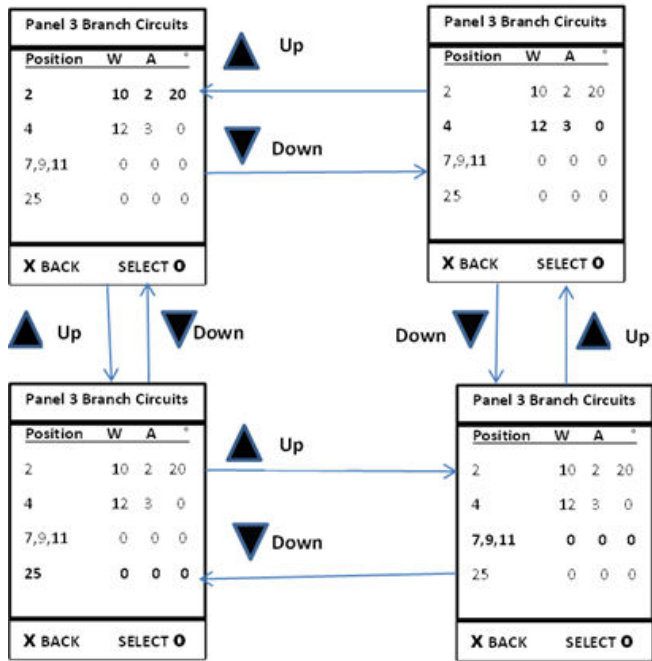 Panel 3 Branch Circuits
Position W A °
2 10 2 20
4 12 3 0
7,9,11 0 0 0
25 0 0 0
X BACK SELECT O
Up
Down
Panel 3 Branch Circuits
Position W A °
2 10 2 20
4 12 3 0
7,9,11 0 0 0
25 0 0 0
X BACK SELECT O
Up
Down
Down
Up
Panel 3 Branch Circuits
Position W A °
2 10 2 20
4 12 3 0
7,9,11 0 0 0
25 0 0 0
X BACK SELECT O
Up
Down
Panel 3 Branch Circuits
Position W A °
2 10 2 20
4 12 3 0
7,9,11 0 0 0
25 0 0 0
X BACK SELECT O